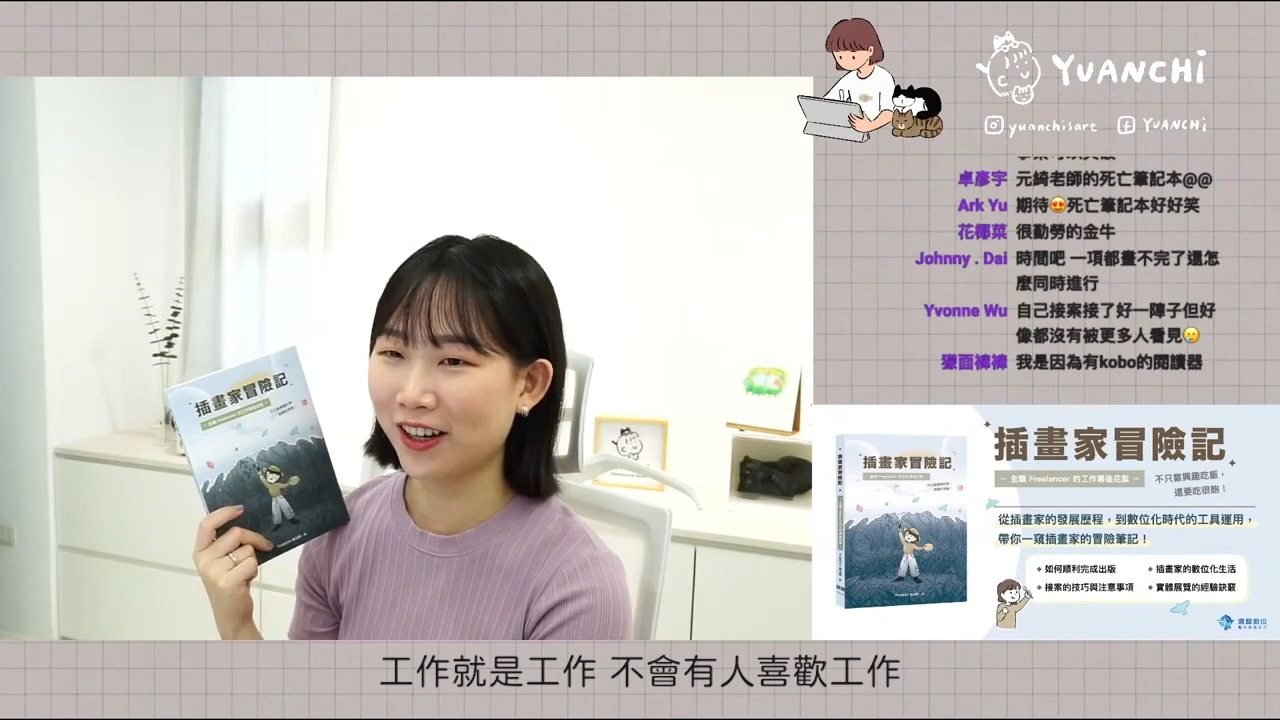 YUANCHi
yuanchisart YUANCHi
卓彥宇 元綺老師的死亡筆記本@@
Ark Yu 期待😍死亡筆記本好好笑
花椰菜 很勤勞的金牛
Johnny . Dai 時間吧 一項都畫不完了還怎
麼同時進行
Yvonne Wu 自己接案接了好一陣子但好
像都沒有被更多人看見🥲
我是因為有kobo的閱讀器
插畫家冒險記
插畫家冒險記
插畫家冒險記
— 全職 Freelancer 的工作幕後花絮 —
不只靠興趣吃飯，
還要吃很飽！
從插畫家的發展歷程，到數位化時代的工具運用，
帶你一窺插畫家的冒險筆記！
◆ 如何順利完成出版 ◆ 插畫家的數位化生活
◆ 接案的技巧與注意事項 ◆ 實體展覽的經驗訣竅
工作就是工作 不會有人喜歡工作